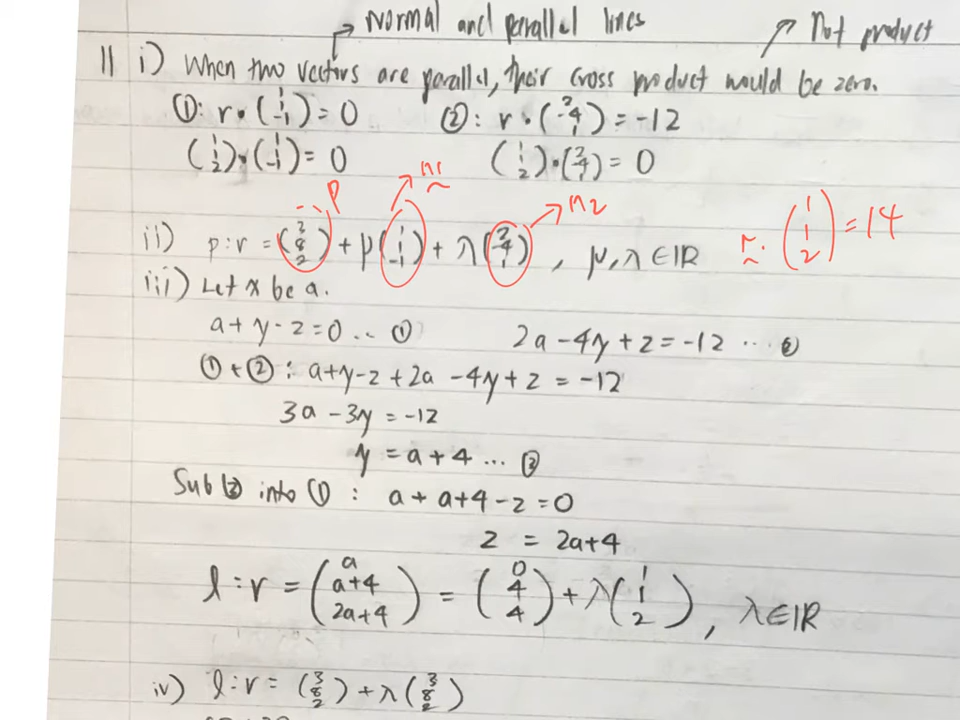 Normal and parallel lines
Not product
11 i) When two vectors are parallel, their cross product would be zero.
①: r · (1 1 -1) = 0 ②: r · (2 -4 1) = -12
(1 1 2) · (1 1 -1) = 0 (1 1 2) · (2 -4 1) = 0
P n1 n2
ii) p: r = (3 8 2) + μ(1 1 -1) + λ(2 -4 1), μ, λ ∈ ℝ r · (1 1 2) = 14
iii) Let x be a.
a + y - z = 0 .. ① 2a - 4y + z = -12 ... ②
① + ②: a + y - z + 2a - 4y + z = -12
3a - 3y = -12
y = a + 4 ... ③
Sub ③ into ①: a + a + 4 - z = 0
z = 2a + 4
l: r = (a a+4 2a+4) = (0 4 4) + λ(1 1 2), λ ∈ ℝ
iv) l: r = (3 8 2) + λ(3 8 2)